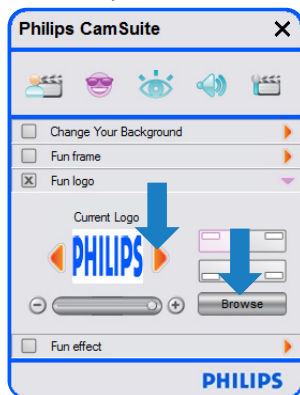 Philips CamSuite
Change Your Background
Fun frame
Fun logo
Current Logo
PHILIPS
Browse
Fun effect
PHILIPS